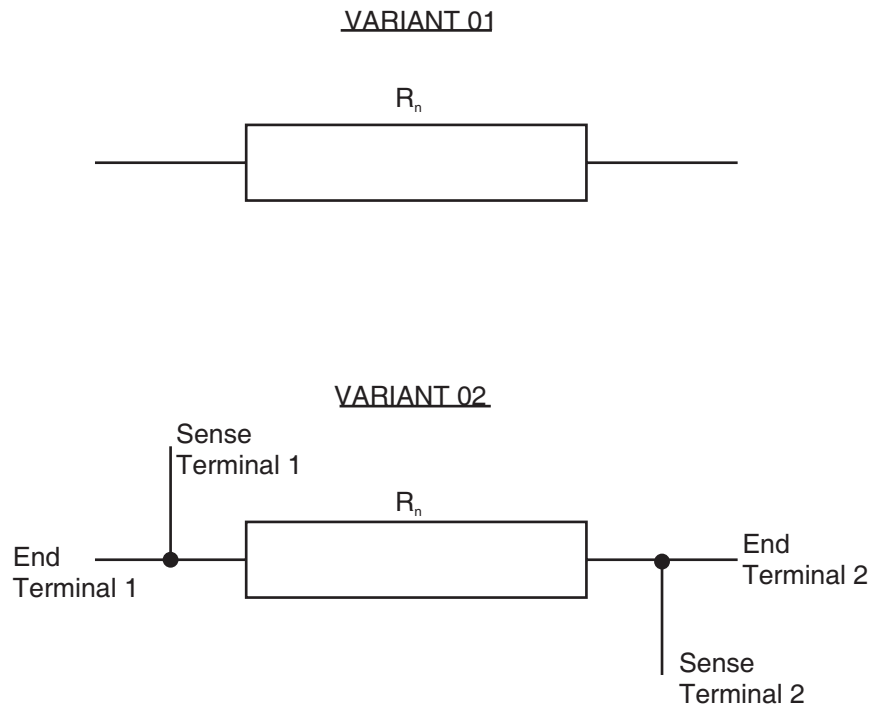 VARIANT 01
Rₙ
VARIANT 02
Sense
Terminal 1
Rₙ
End
Terminal 1
End
Terminal 2
Sense
Terminal 2